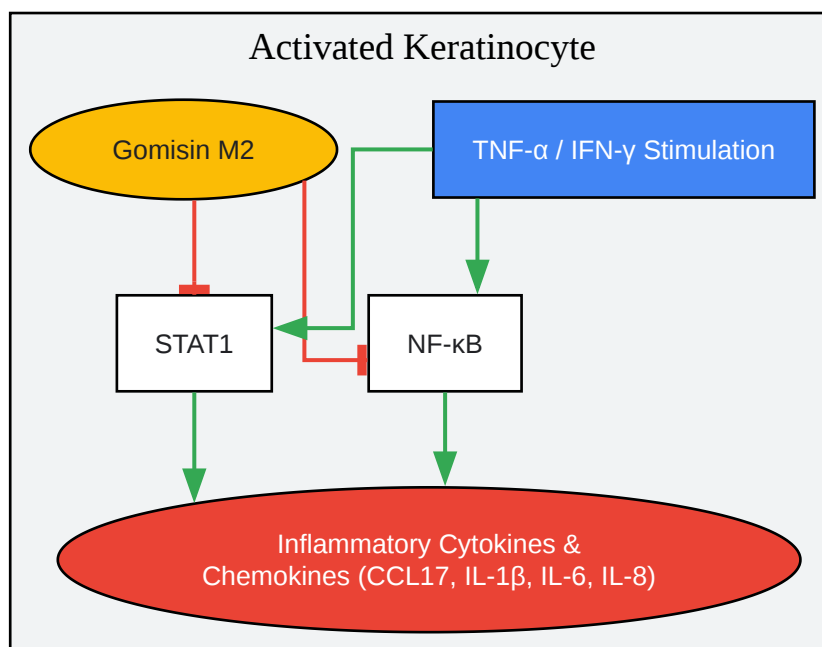 Activated Keratinocyte
Gomisin M2
TNF-α / IFN-γ Stimulation
STAT1
NF-κB
Inflammatory Cytokines &
Chemokines (CCL17, IL-1β, IL-6, IL-8)